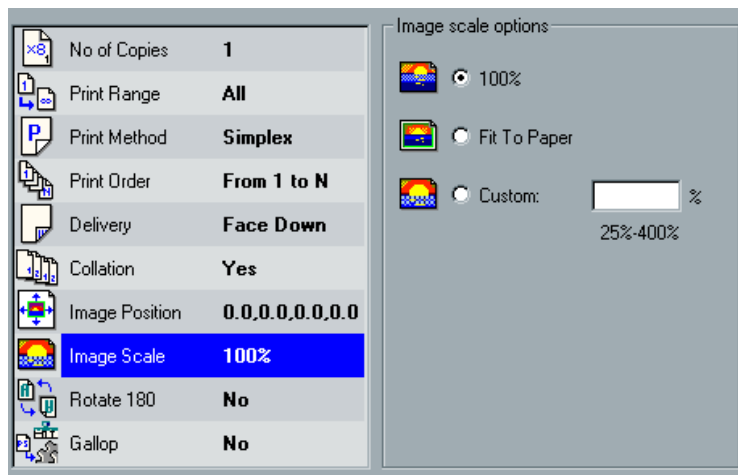 No of Copies 1
Print Range All
Print Method Simplex
Print Order From 1 to N
Delivery Face Down
Collation Yes
Image Position 0.0,0.0,0.0,0.0
Image Scale 100%
Rotate 180 No
Gallop No
Image scale options
100%
Fit To Paper
Custom: %
25%-400%